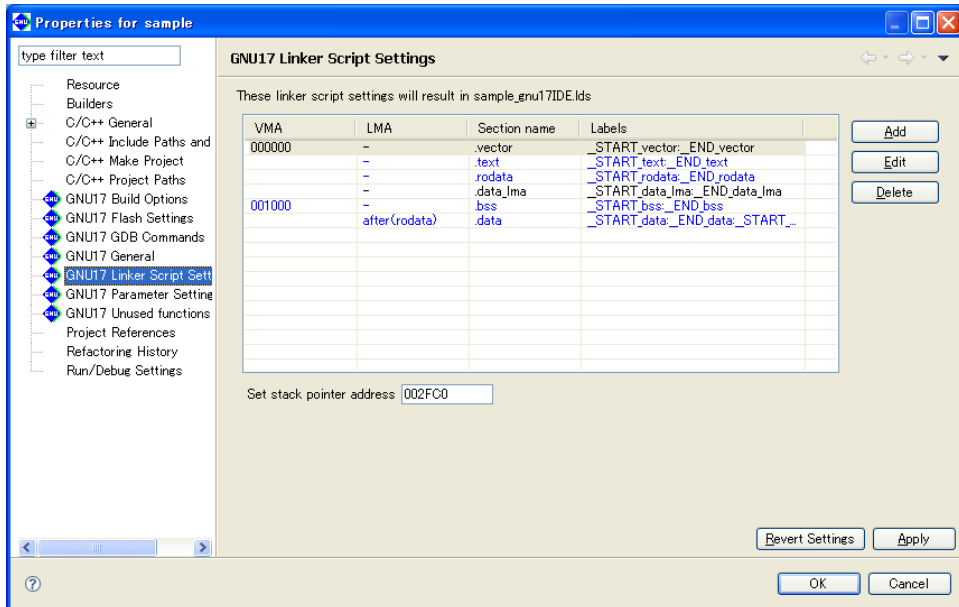 Properties for sample
type filter text
Resource
Builders
C/C++ General
C/C++ Include Paths and
C/C++ Make Project
C/C++ Project Paths
GNU17 Build Options
GNU17 Flash Settings
GNU17 GDB Commands
GNU17 General
GNU17 Linker Script Sett
GNU17 Parameter Setting
GNU17 Unused functions
Project References
Refactoring History
Run/Debug Settings
GNU17 Linker Script Settings
These linker script settings will result in sample_gnu17IDE.lds
VMA LMA Section name Labels
000000 - .vector _START_vector:_END_vector
- .text _START_text:_END_text
- .rodata _START_rodata:_END_rodata
- .data_lma _START_data_lma:_END_data_lma
001000 - .bss _START_bss:_END_bss
after(rodata) .data _START_data:_END_data:_START_...
Add
Edit
Delete
Set stack pointer address 002FC0
Revert Settings Apply
OK Cancel